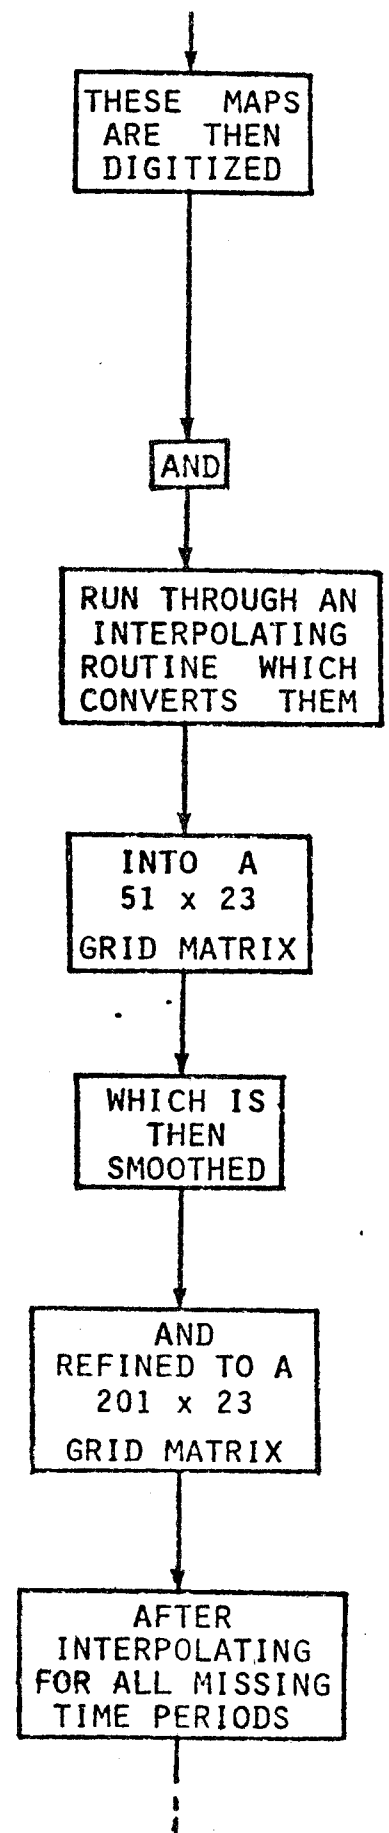 THESE MAPS
ARE THEN
DIGITIZED
AND
RUN THROUGH AN
INTERPOLATING
ROUTINE WHICH
CONVERTS THEM
INTO A
51 x 23
GRID MATRIX
WHICH IS
THEN
SMOOTHED
AND
REFINED TO A
201 x 23
GRID MATRIX
AFTER
INTERPOLATING
FOR ALL MISSING
TIME PERIODS